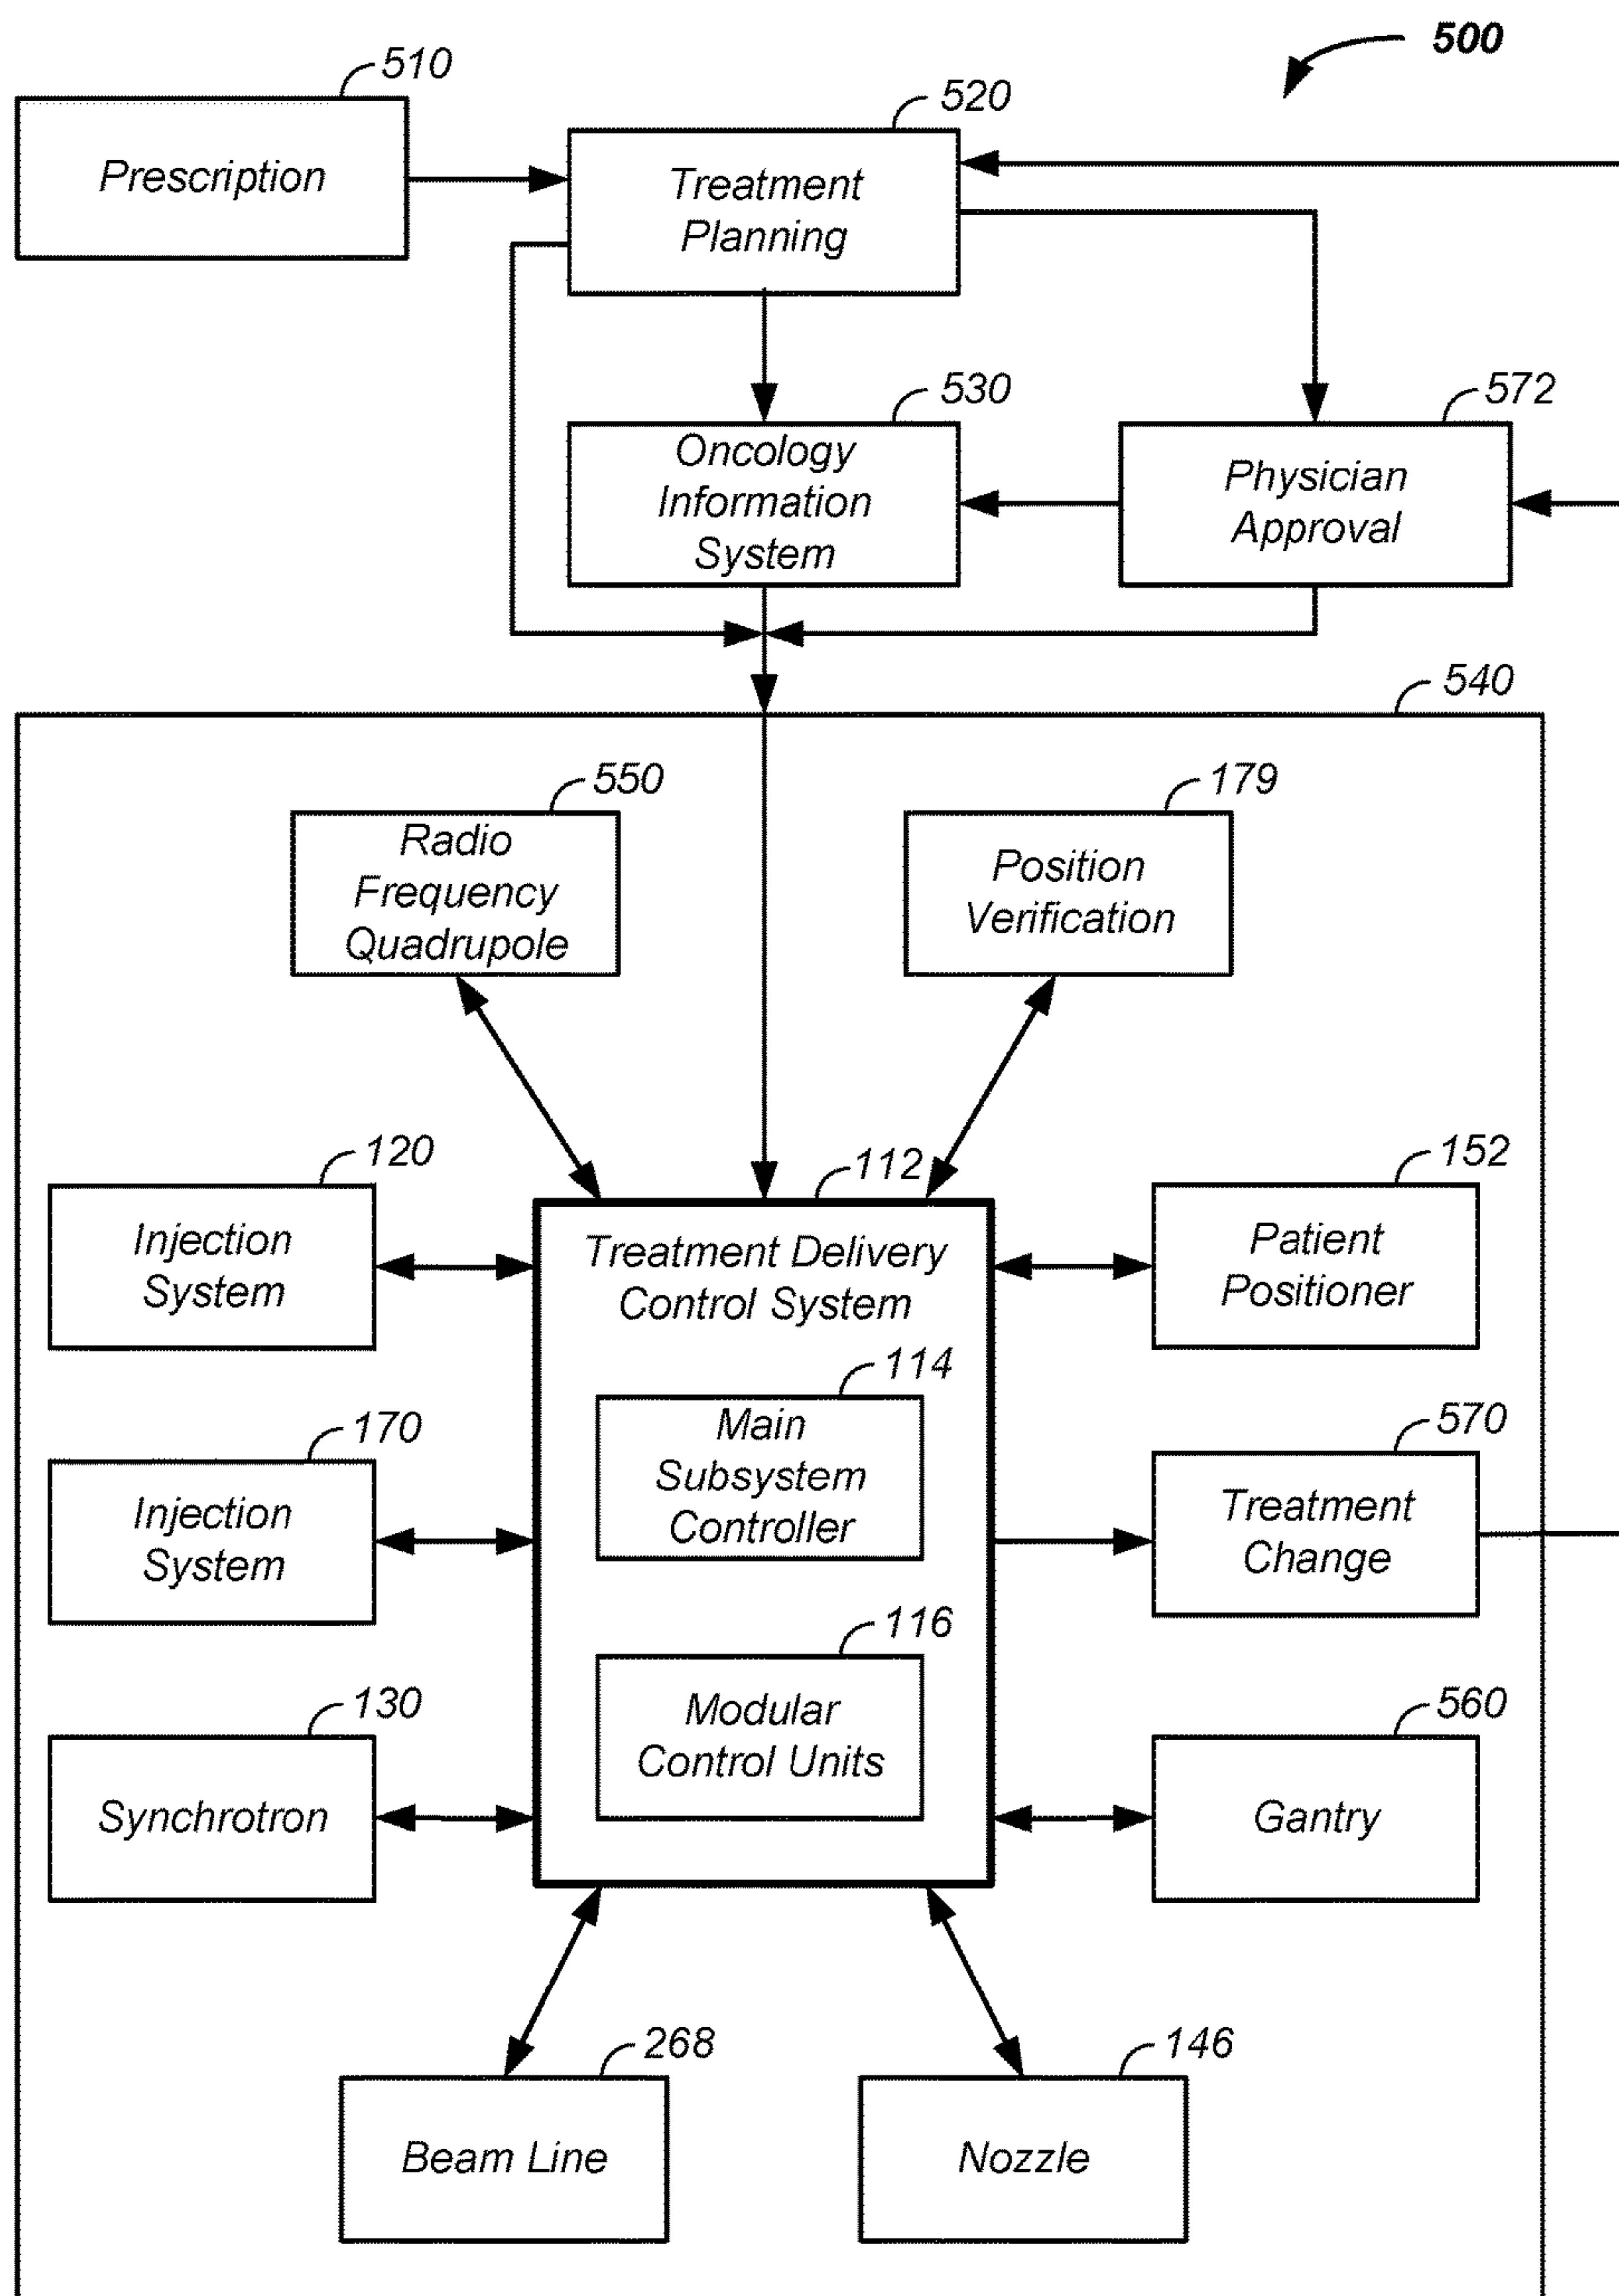 500
510
Prescription
520
Treatment
Planning
530
Oncology
Information
System
572
Physician
Approval
540
550
Radio
Frequency
Quadrupole
179
Position
Verification
120
Injection
System
112
Treatment Delivery
Control System
152
Patient
Positioner
114
Main
Subsystem
Controller
170
Injection
System
570
Treatment
Change
116
Modular
Control Units
130
Synchrotron
560
Gantry
268
Beam Line
146
Nozzle